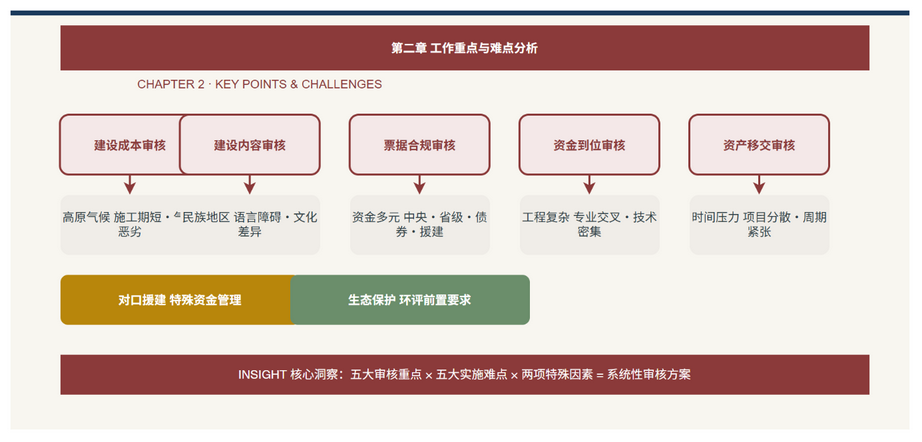 第二章 工作重点与难点分析
CHAPTER 2 · KEY POINTS & CHALLENGES
建设成本审核
建设内容审核
票据合规审核
资金到位审核
资产移交审核
高原气候 施工期短・
恶劣
民族地区 语言障碍・文化
差异
资金多元 中央・省级・债
券・援建
工程复杂 专业交叉・技术
密集
时间压力 项目分散・周期
紧张
对口援建 特殊资金管理
生态保护 环评前置要求
INSIGHT 核心洞察：五大审核重点 × 五大实施难点 × 两项特殊因素 = 系统性审核方案